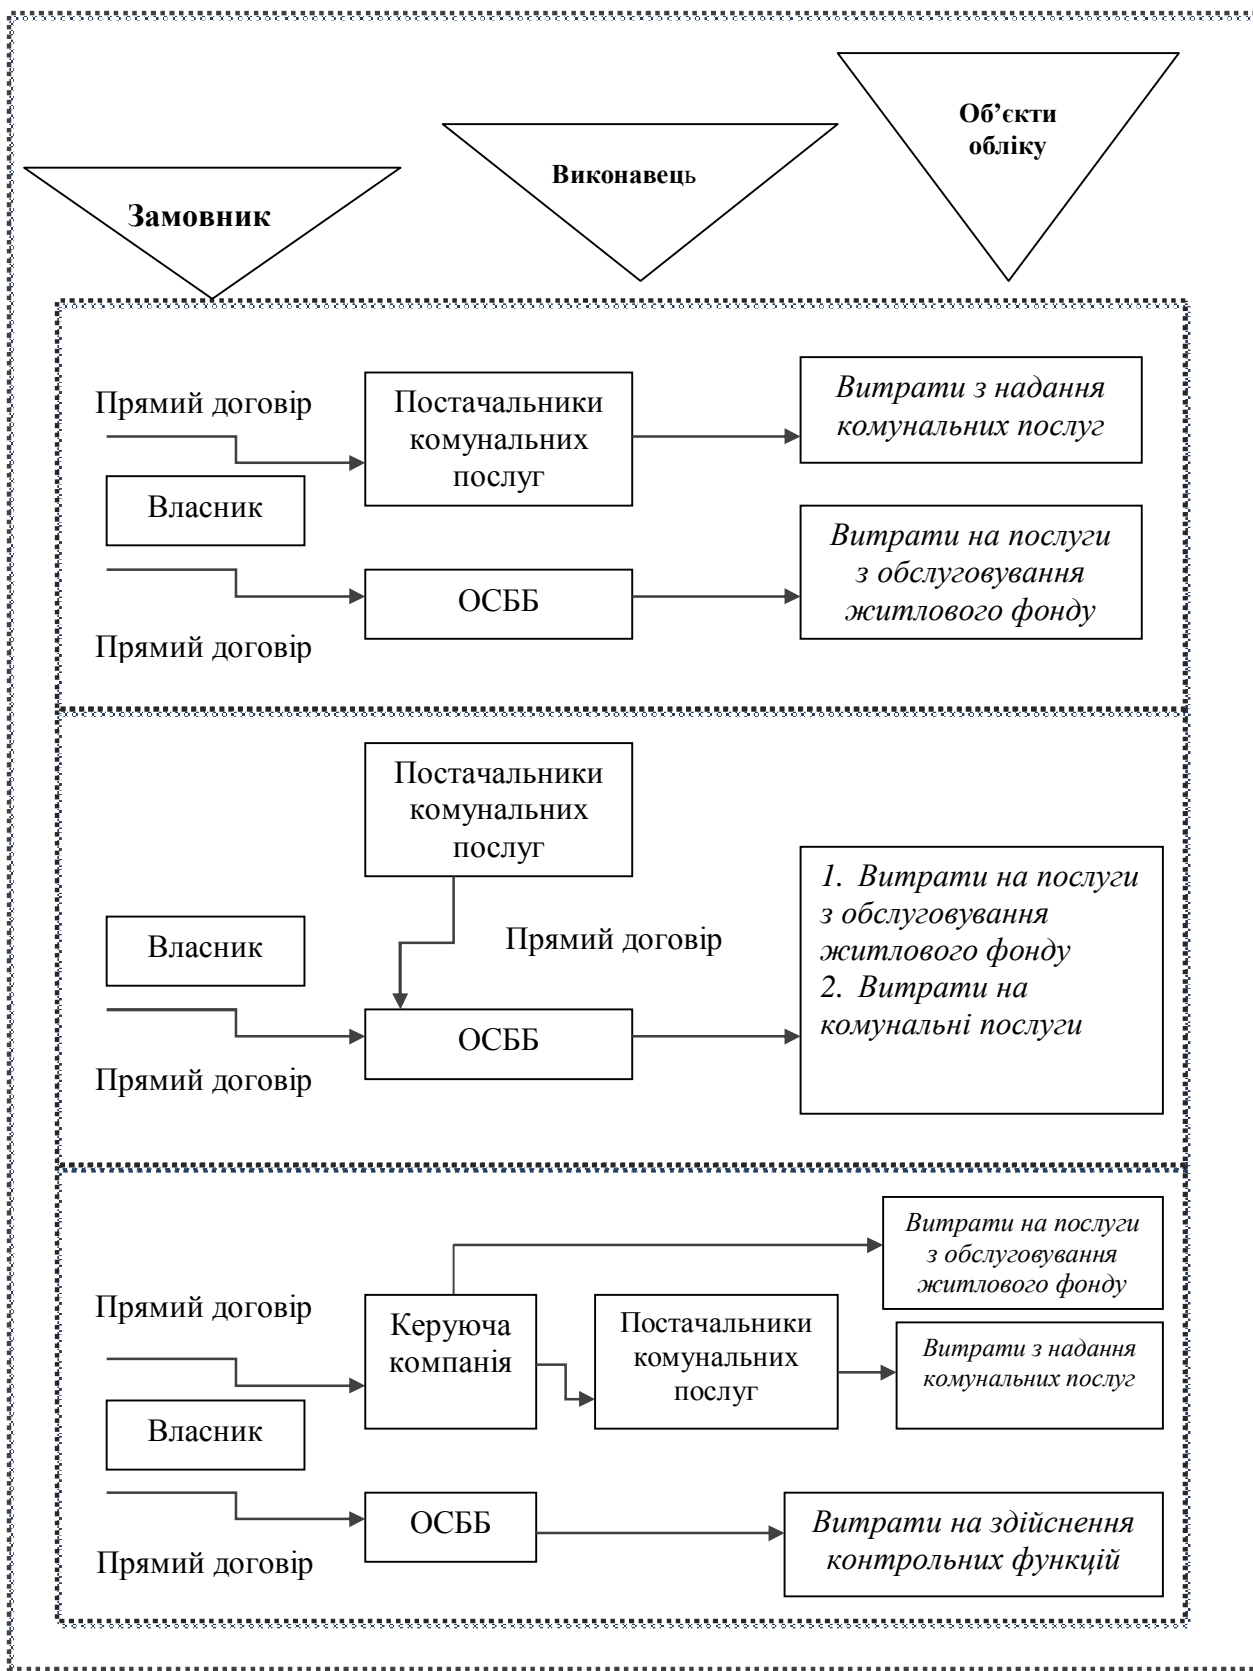 Об’єкти
обліку
Виконавець
Замовник
Прямий договір
Постачальники
комунальних
послуг
Витрати з надання
комунальних послуг
Власник
Витрати на послуги
з обслуговування
житлового фонду
ОСББ
Прямий договір
Постачальники
комунальних
послуг
Власник
Прямий договір
1. Витрати на послуги
з обслуговування
житлового фонду
2. Витрати на
комунальні послуги
ОСББ
Прямий договір
Витрати на послуги
з обслуговування
житлового фонду
Прямий договір
Керуюча
компанія
Постачальники
комунальних
послуг
Витрати з надання
комунальних послуг
Власник
ОСББ
Витрати на здійснення
контрольних функцій
Прямий договір